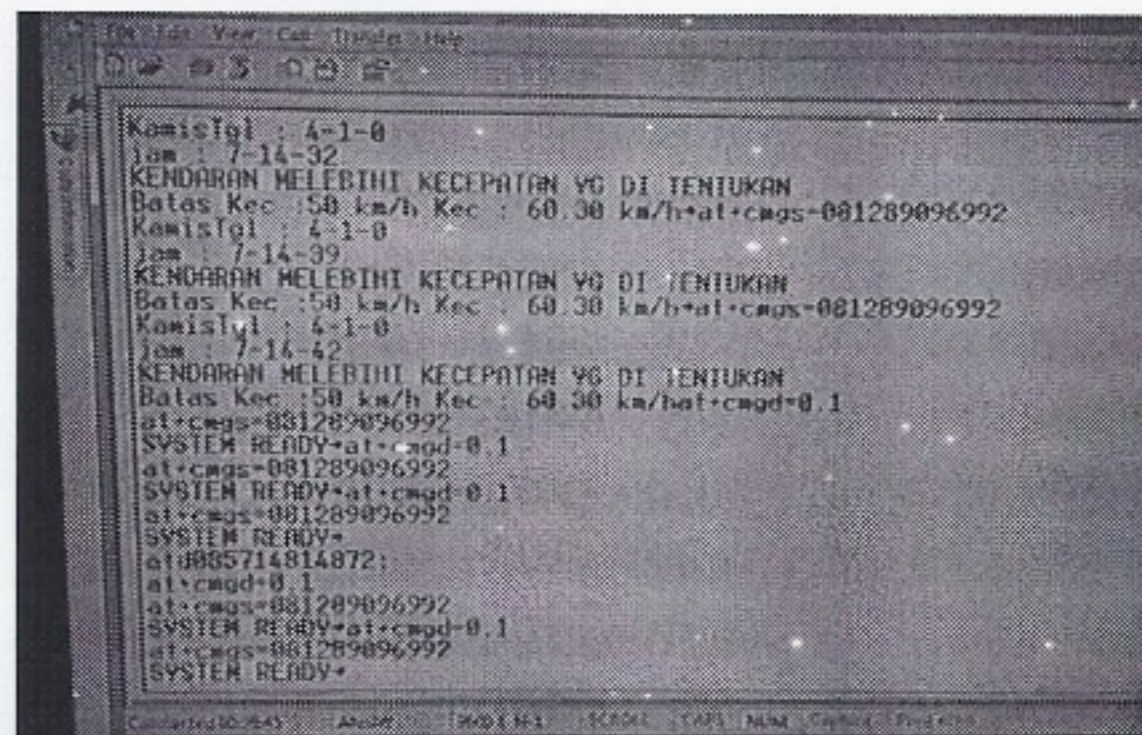 File Edit View Call Transfer Help
KamisTgl : 4-1-0
jam : 7-14-32
KENDARAN MELEBIHI KECEPATAN YG DI TENTUKAN
Batas Kec :50 km/h Kec : 60.30 km/h→at+cmgs=081289096992
KamisTgl : 4-1-0
jam : 7-14-39
KENDARAN MELEBIHI KECEPATAN YG DI TENTUKAN
Batas Kec :50 km/h Kec : 60.30 km/h→at+cmgs=081289096992
KamisTgl : 4-1-0
jam : 7-14-42
KENDARAN MELEBIHI KECEPATAN YG DI TENTUKAN
Batas Kec :50 km/h Kec : 60.30 km/hat+cmgd=0.1
at+cmgs=081289096992
SYSTEM READY→at+cmgd=0.1
at+cmgs=081289096992
SYSTEM READY→at+cmgd=0.1
at+cmgs=081289096992
SYSTEM READY→
atd085714814872;
at+cmgd=0.1
at+cmgs=081289096992
SYSTEM READY→at+cmgd=0.1
at+cmgs=081289096992
SYSTEM READY→
Connected SCROLL CAPS NUM Capture